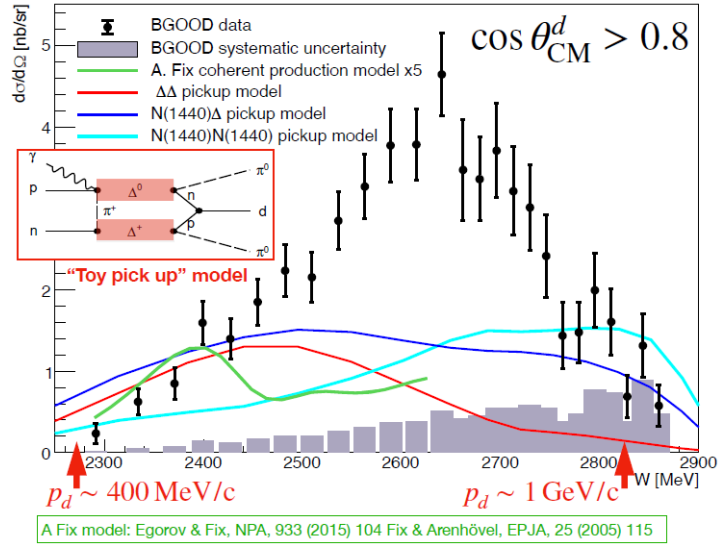 BGOOD data
BGOOD systematic uncertainty
A. Fix coherent production model x5
ΔΔ pickup model
N(1440)Δ pickup model
N(1440)N(1440) pickup model
cos θ^d_CM > 0.8
dσ/dΩ [nb/sr]
5
4
2
1
0
γ
p
n
Δ⁰
π⁺
Δ⁺
n
p
π⁰
d
π⁰
"Toy pick up" model
2300 2400 2500 2600 2700 2800 2900
W [MeV]
p_d ~ 400 MeV/c
p_d ~ 1 GeV/c
A Fix model: Egorov & Fix, NPA, 933 (2015) 104 Fix & Arenhövel, EPJA, 25 (2005) 115